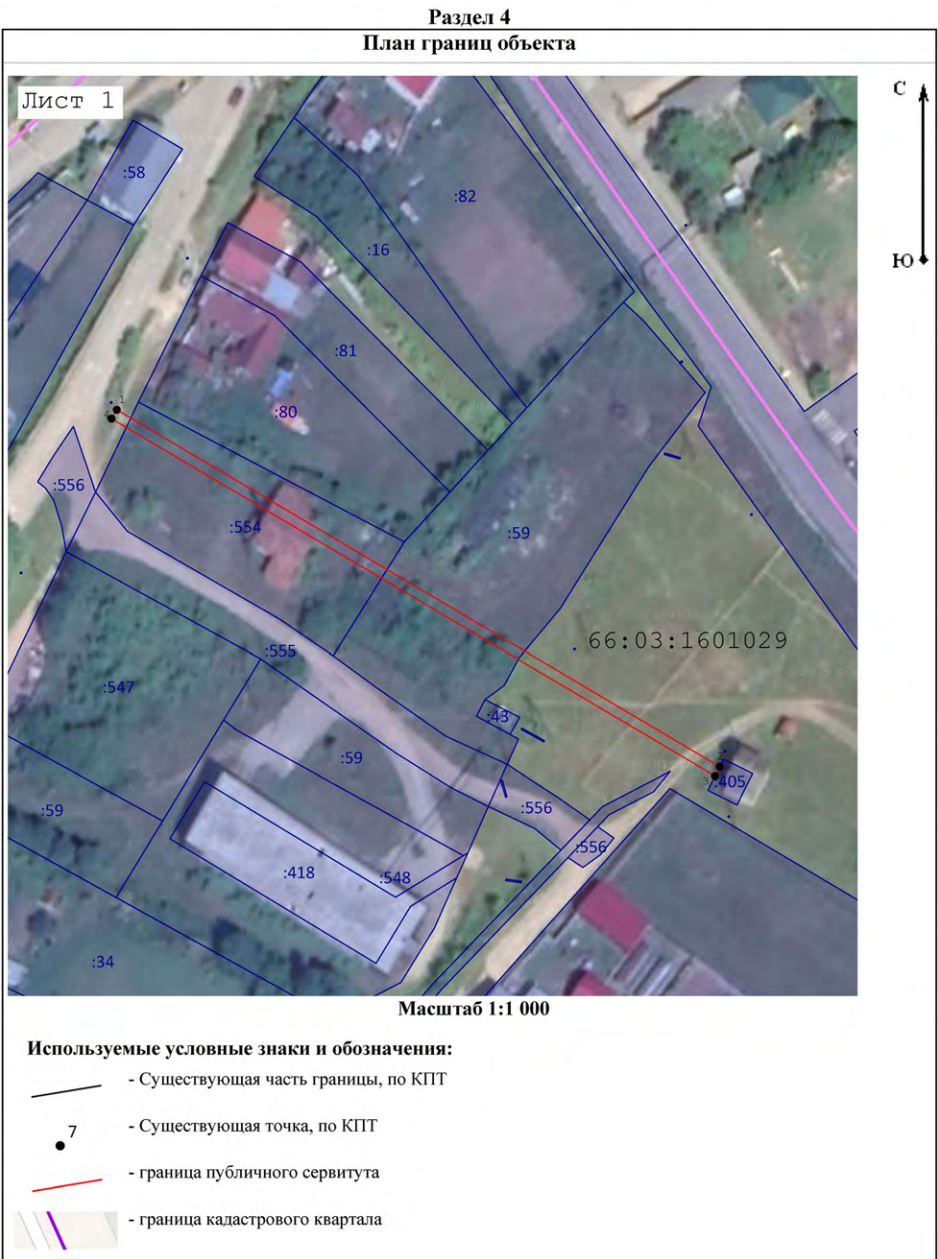 Раздел 4
План границ объекта
Лист 1
С
Ю
:58
:82
:16
:81
:80
1
:556
:554
:59
66:03:1601029
:555
:547
:43
:59
2
3
:405
:59
:556
:556
:418
:548
:34
Масштаб 1:1 000
Используемые условные знаки и обозначения:
- Существующая часть границы, по КПТ
7
- Существующая точка, по КПТ
- граница публичного сервитута
- граница кадастрового квартала